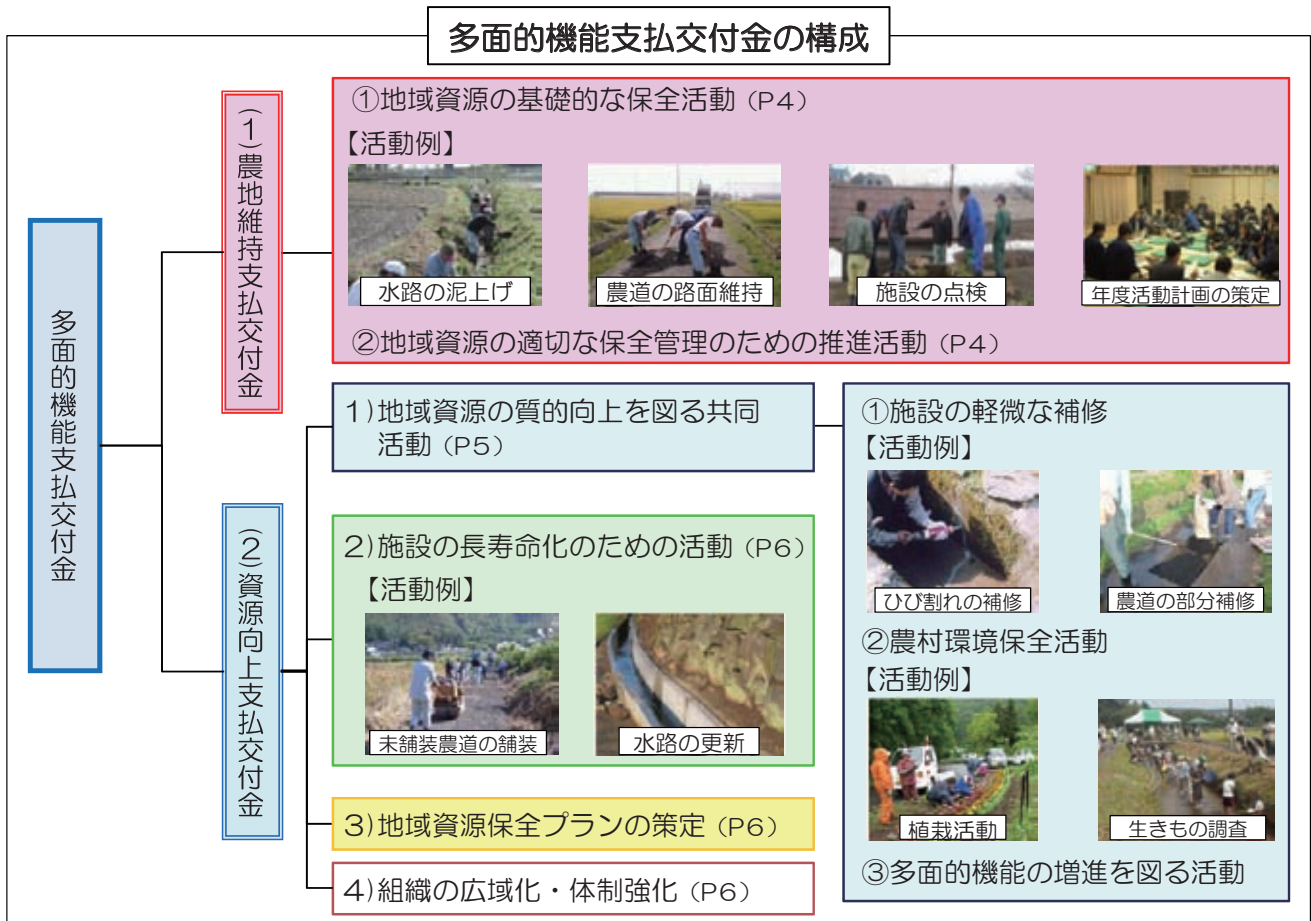 多面的機能支払交付金の構成
多面的機能支払交付金
(1)農地維持支払交付金
①地域資源の基礎的な保全活動（P4）
【活動例】
水路の泥上げ
農道の路面維持
施設の点検
年度活動計画の策定
②地域資源の適切な保全管理のための推進活動（P4）
(2)資源向上支払交付金
1)地域資源の質的向上を図る共同
活動（P5）
①施設の軽微な補修
【活動例】
ひび割れの補修
農道の部分補修
②農村環境保全活動
【活動例】
植栽活動
生きもの調査
③多面的機能の増進を図る活動
2)施設の長寿命化のための活動（P6）
【活動例】
未舗装農道の舗装
水路の更新
3)地域資源保全プランの策定（P6）
4)組織の広域化・体制強化（P6）